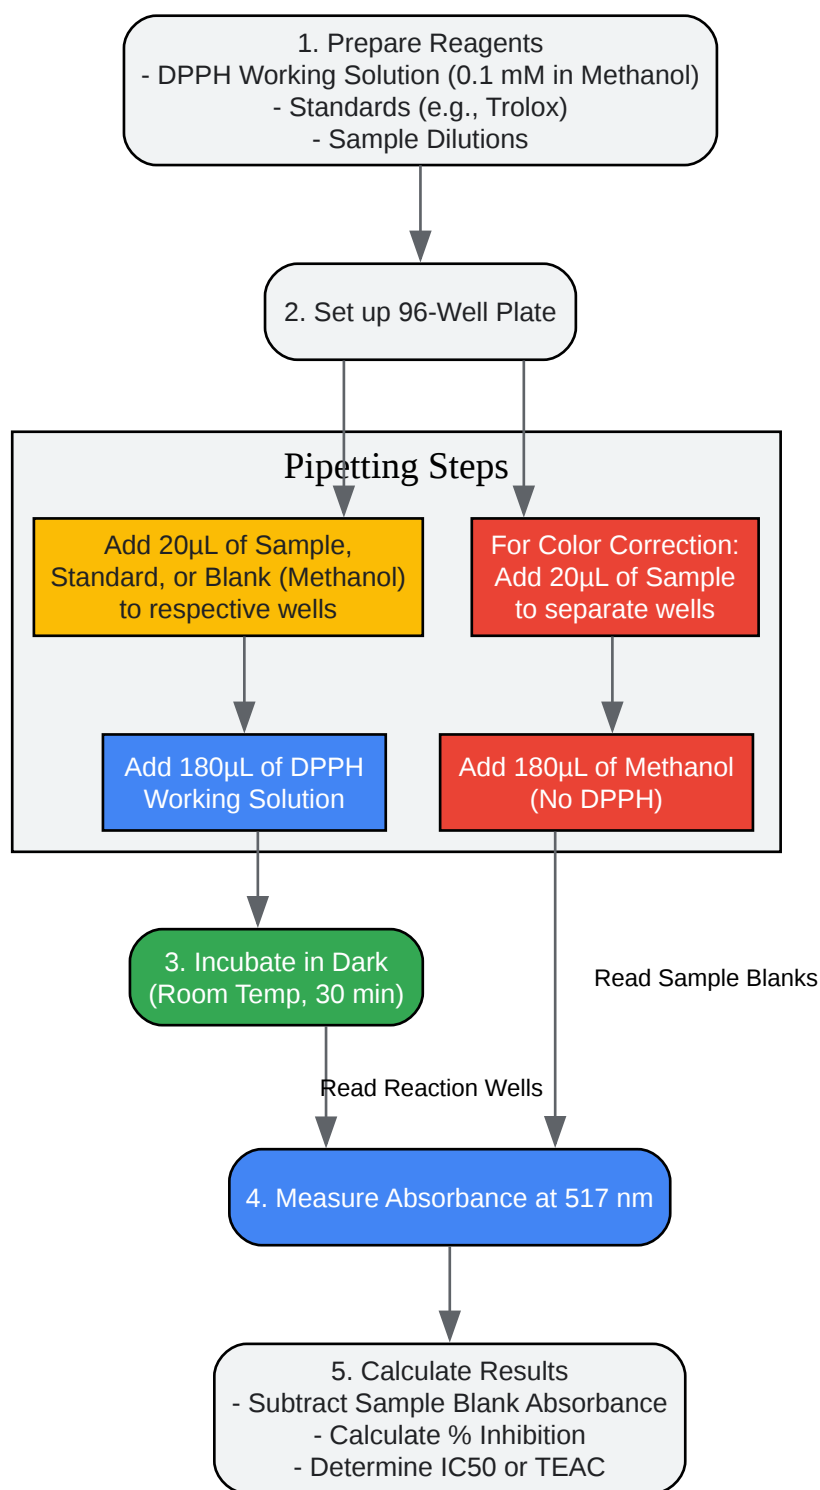 1. Prepare Reagents
- DPPH Working Solution (0.1 mM in Methanol)
- Standards (e.g., Trolox)
- Sample Dilutions
2. Set up 96-Well Plate
Pipetting Steps
Add 20µL of Sample,
Standard, or Blank (Methanol)
to respective wells
For Color Correction:
Add 20µL of Sample
to separate wells
Add 180µL of DPPH
Working Solution
Add 180µL of Methanol
(No DPPH)
3. Incubate in Dark
(Room Temp, 30 min)
Read Sample Blanks
Read Reaction Wells
4. Measure Absorbance at 517 nm
5. Calculate Results
- Subtract Sample Blank Absorbance
- Calculate % Inhibition
- Determine IC50 or TEAC